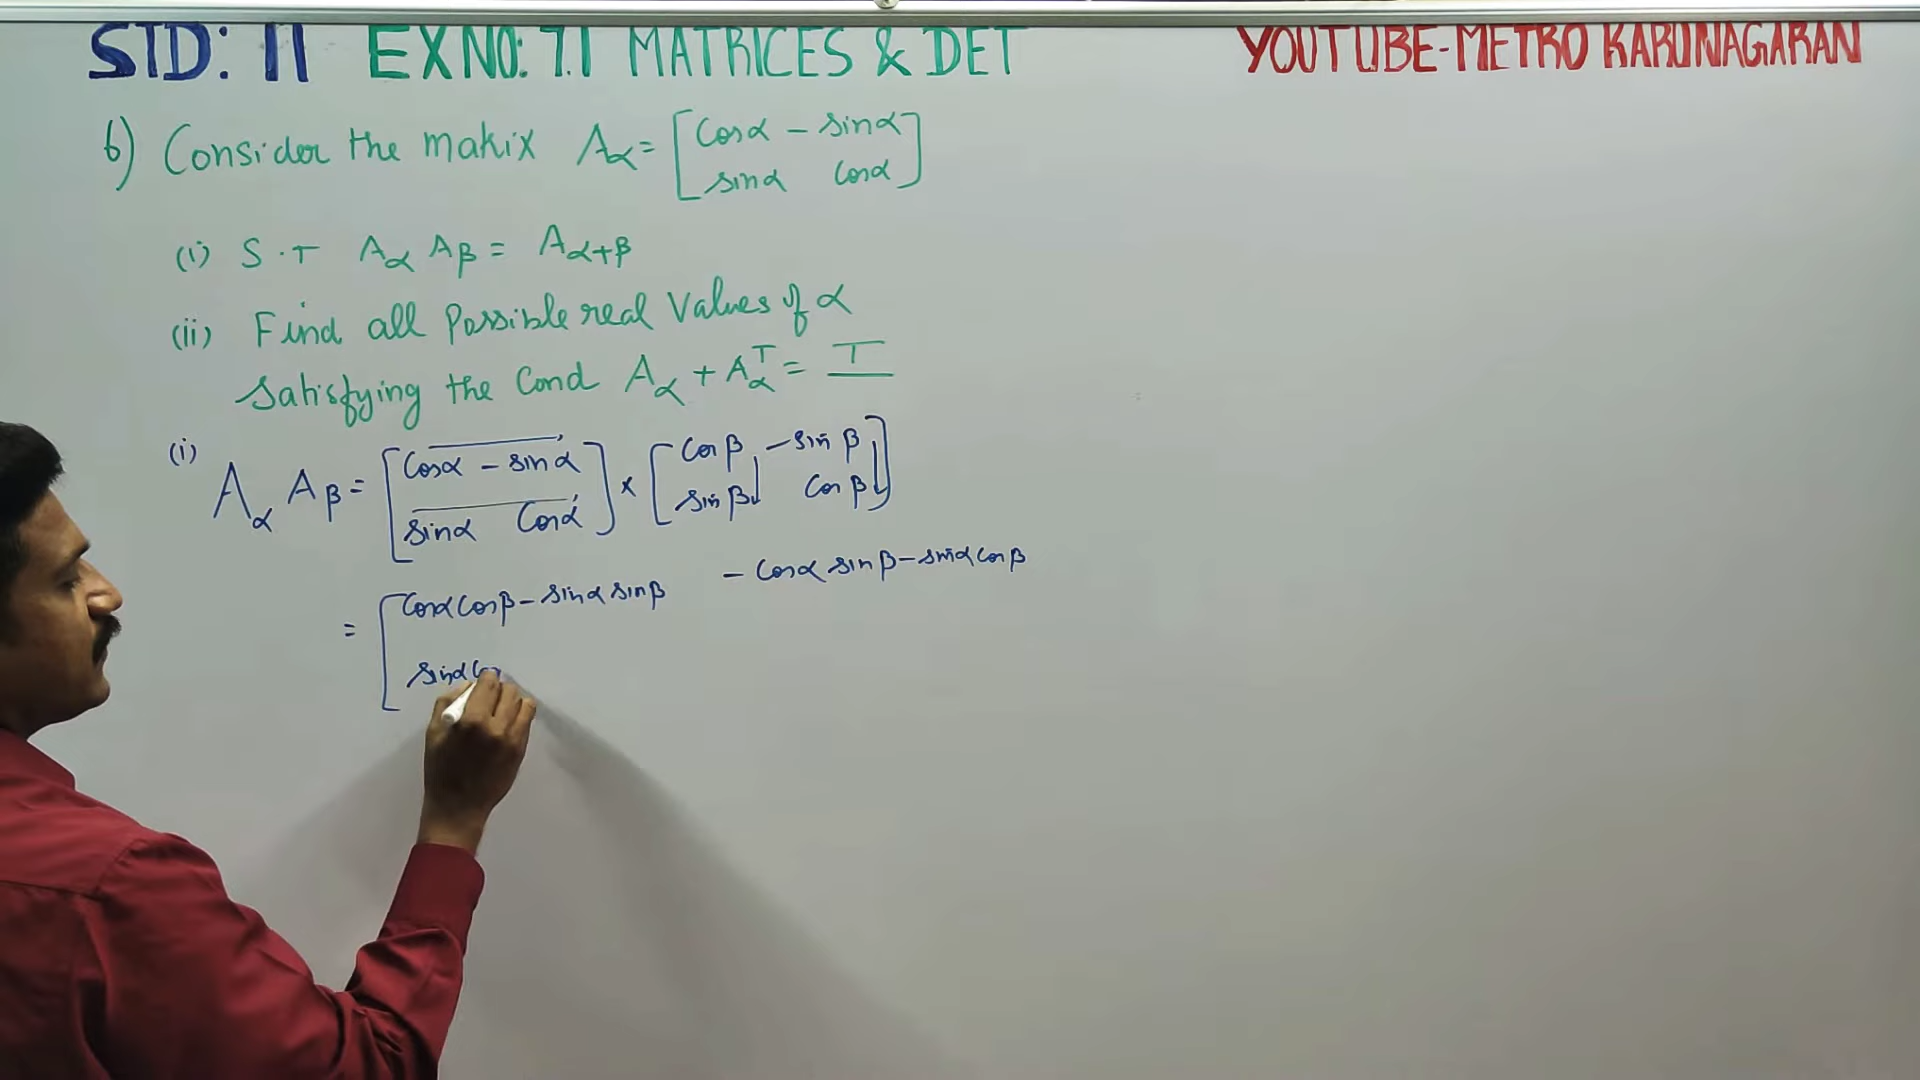 STD: 11 EX NO: 7.1 MATRICES & DET YOUTUBE-METRO KARUNAGARAN
6) Consider the matrix Aα = [cosα - sinα
sinα cosα]
(i) S.T Aα Aβ = Aα+β
(ii) Find all possible real values of α
satisfying the cond Aα + Aα^T = I
(i) Aα Aβ = [cosα - sinα
sinα cosα] × [cosβ - sinβ
sinβ cosβ]
= [cosα cosβ - sinα sinβ - cosα sinβ - sinα cosβ
sinα co